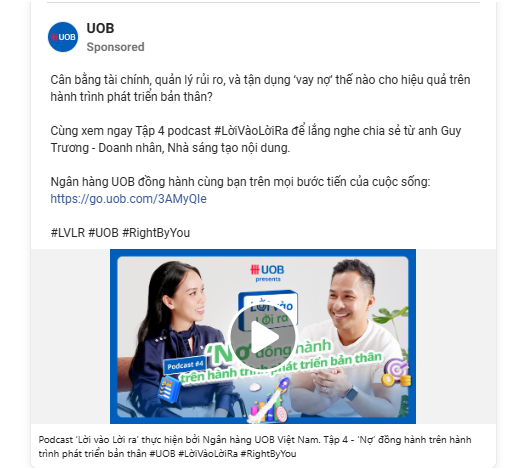 UOB
UOB
Sponsored
Cân bằng tài chính, quản lý rủi ro, và tận dụng ‘vay nợ’ thế nào cho hiệu quả trên
hành trình phát triển bản thân?
Cùng xem ngay Tập 4 podcast #LờiVàoLờiRa để lắng nghe chia sẻ từ anh Guy
Trương - Doanh nhân, Nhà sáng tạo nội dung.
Ngân hàng UOB đồng hành cùng bạn trên mọi bước tiến của cuộc sống:
https://go.uob.com/3AMyQIe
#LVLR #UOB #RightByYou
UOB
presents
Lời vào
lời ra
Podcast #4
‘Nợ’ đồng hành
trên hành trình phát triển bản thân
Podcast ‘Lời vào Lời ra’ thực hiện bởi Ngân hàng UOB Việt Nam. Tập 4 - ‘Nợ’ đồng hành trên hành
trình phát triển bản thân #UOB #LờiVàoLờiRa #RightByYou